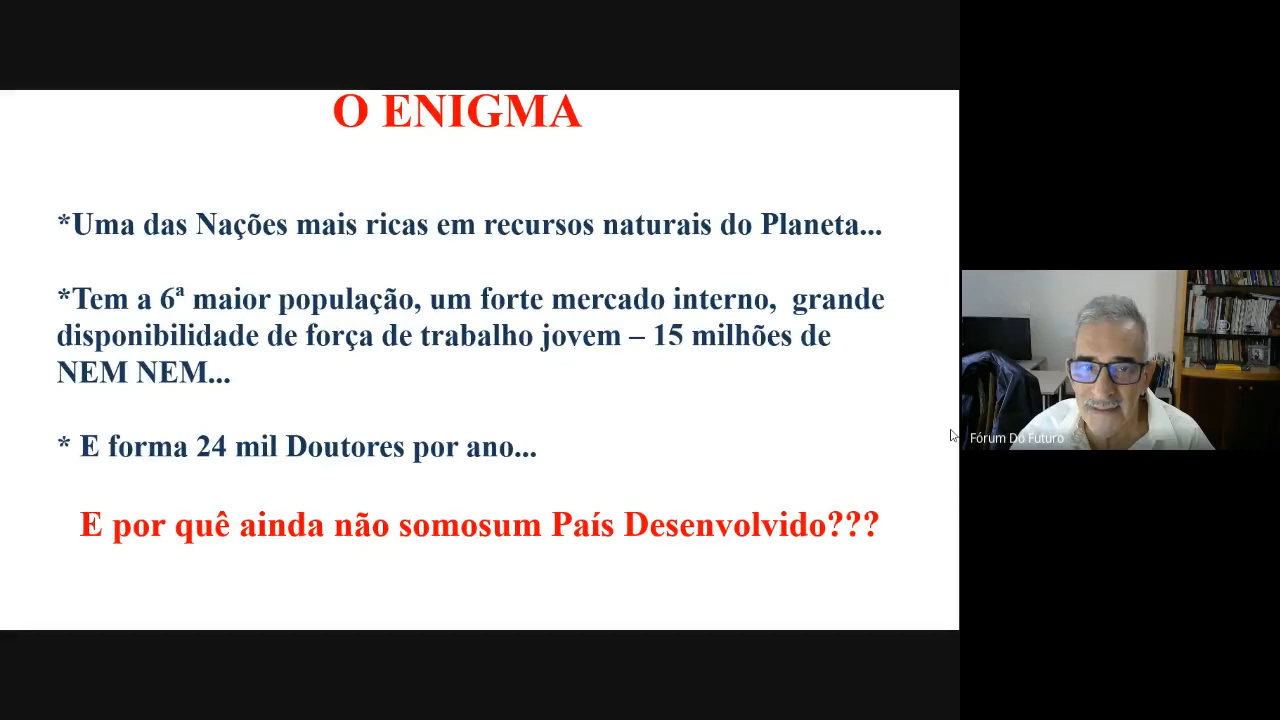 O ENIGMA
*Uma das Nações mais ricas em recursos naturais do Planeta...
*Tem a 6ª maior população, um forte mercado interno,  grande
disponibilidade de força de trabalho jovem – 15 milhões de
NEM NEM...
* E forma 24 mil Doutores por ano...
E por quê ainda não somosum País Desenvolvido???
Fórum Do Futuro